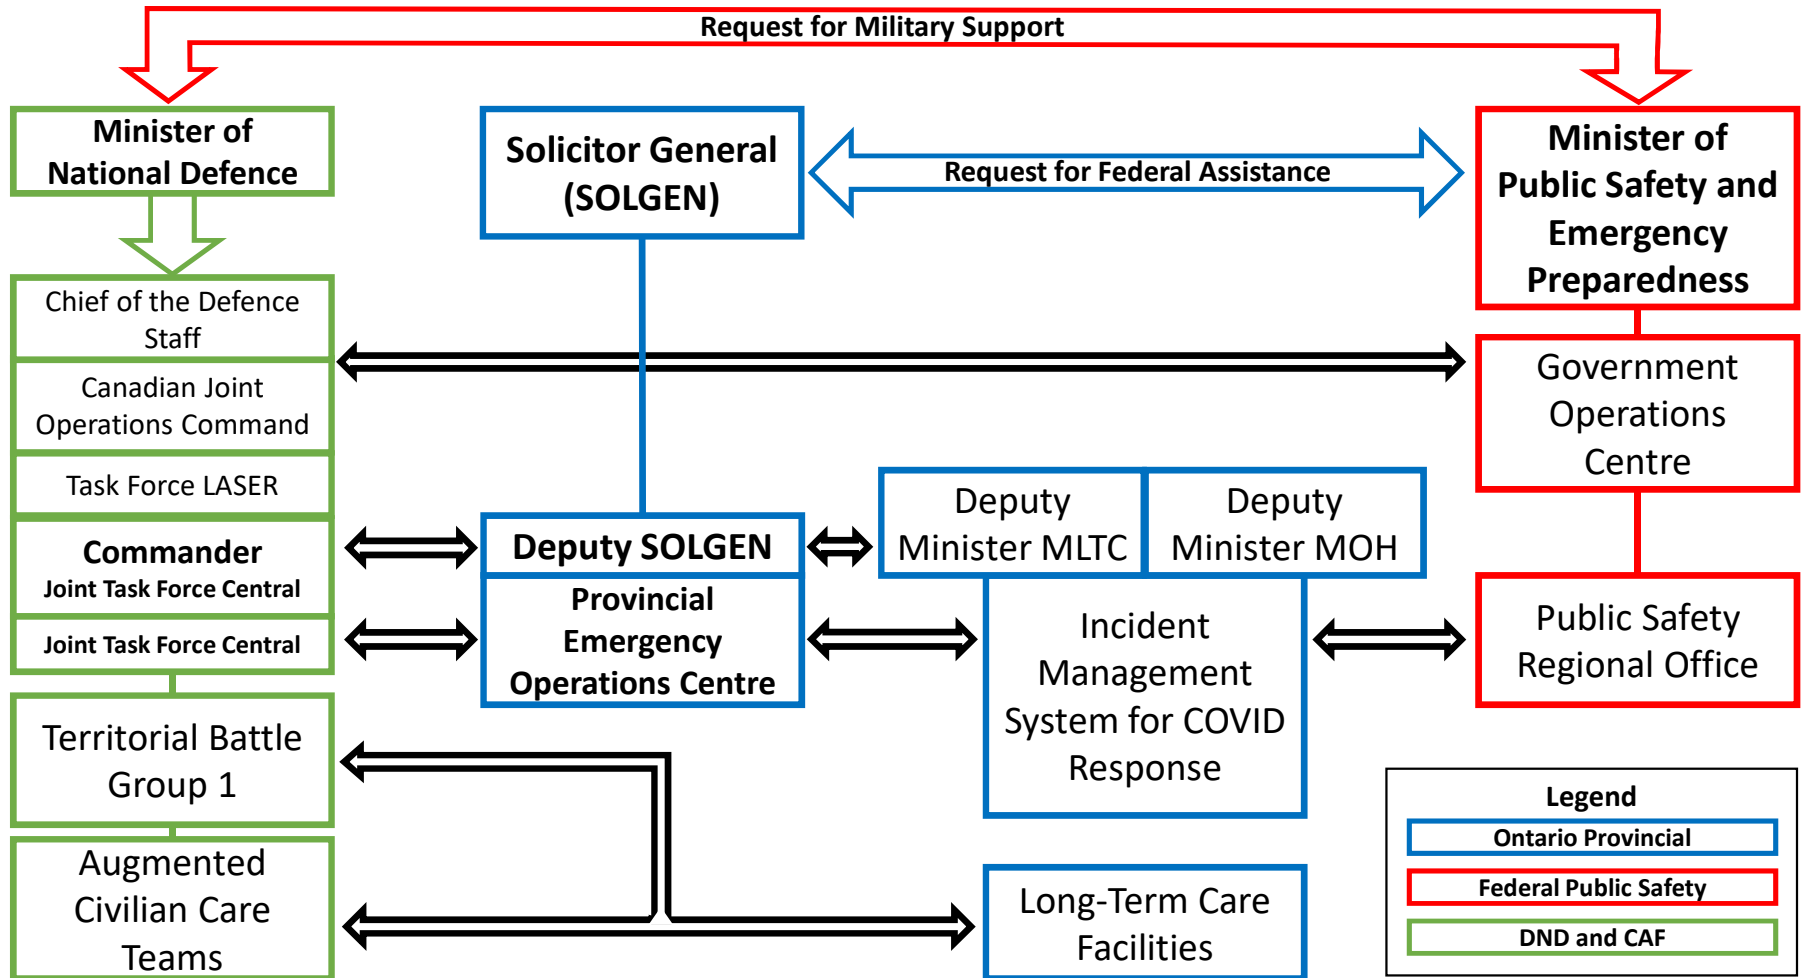 Request for Military Support
Minister of
National Defence
Solicitor General
(SOLGEN)
Request for Federal Assistance
Minister of
Public Safety and
Emergency
Preparedness
Chief of the Defence
Staff
Canadian Joint
Operations Command
Task Force LASER
Commander
Joint Task Force Central
Joint Task Force Central
Territorial Battle
Group 1
Augmented
Civilian Care
Teams
Deputy SOLGEN
Provincial
Emergency
Operations Centre
Deputy
Minister MLTC
Deputy
Minister MOH
Incident
Management
System for COVID
Response
Long-Term Care
Facilities
Government
Operations
Centre
Public Safety
Regional Office
Legend
Ontario Provincial
Federal Public Safety
DND and CAF